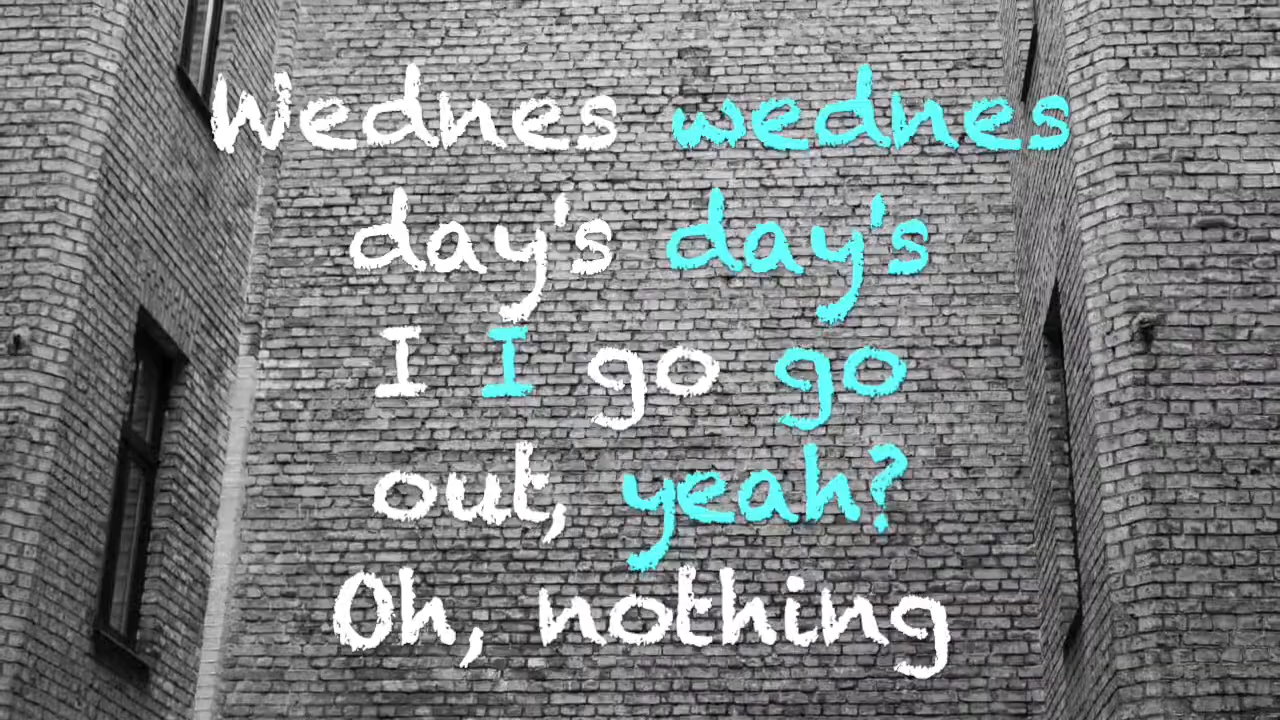 Wednes wednes
day's day's
I I go go
out, yeah?
Oh, nothing